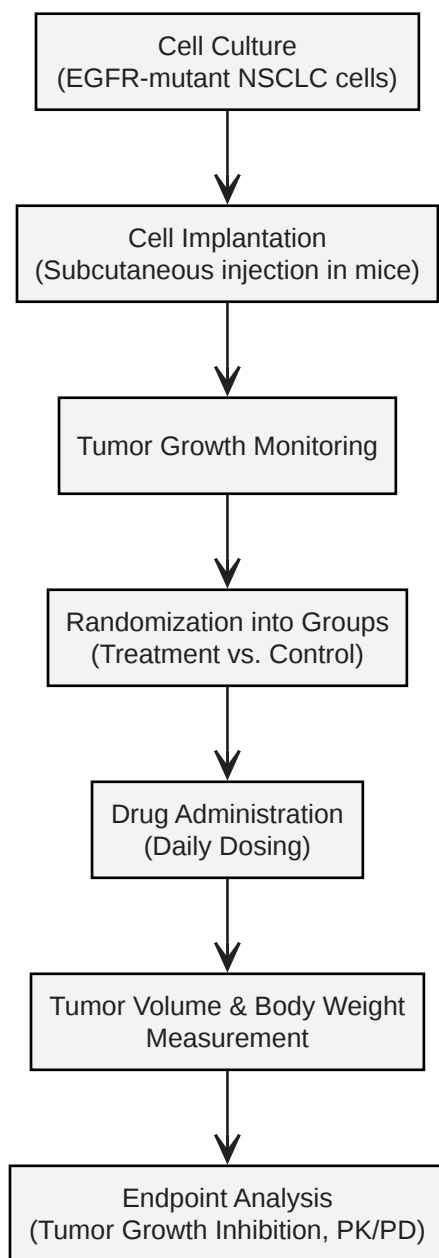 Cell Culture
(EGFR-mutant NSCLC cells)
Cell Implantation
(Subcutaneous injection in mice)
Tumor Growth Monitoring
Randomization into Groups
(Treatment vs. Control)
Drug Administration
(Daily Dosing)
Tumor Volume & Body Weight
Measurement
Endpoint Analysis
(Tumor Growth Inhibition, PK/PD)